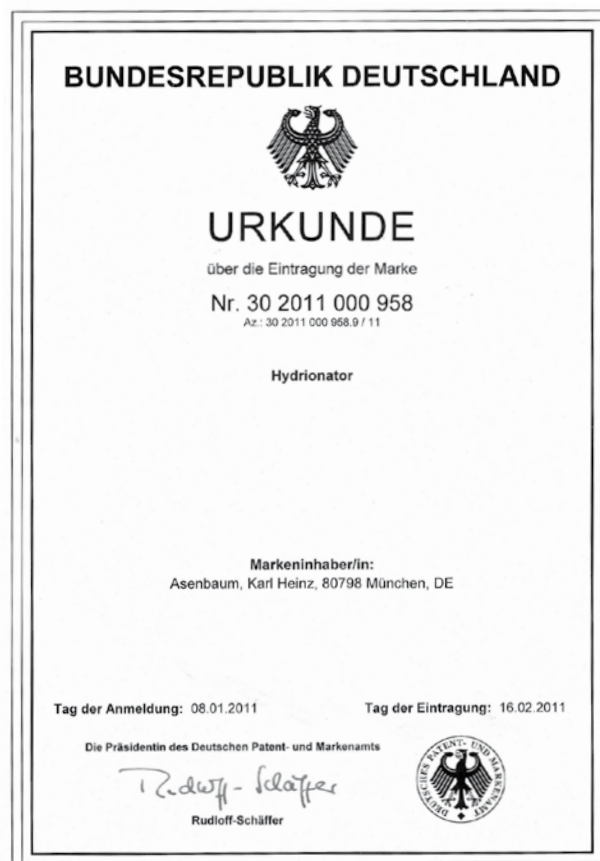 BUNDESREPUBLIK DEUTSCHLAND
URKUNDE
über die Eintragung der Marke
Nr. 30 2011 000 958
Az.: 30 2011 000 958.9 / 11
Hydrionator
Markeninhaber/in:
Asenbaum, Karl Heinz, 80798 München, DE
Tag der Anmeldung: 08.01.2011 Tag der Eintragung: 16.02.2011
Die Präsidentin des Deutschen Patent- und Markenamts
Rudloff-Schäffer
Rudloff-Schäffer
DEUTSCHES PATENT- UND MARKENAMT